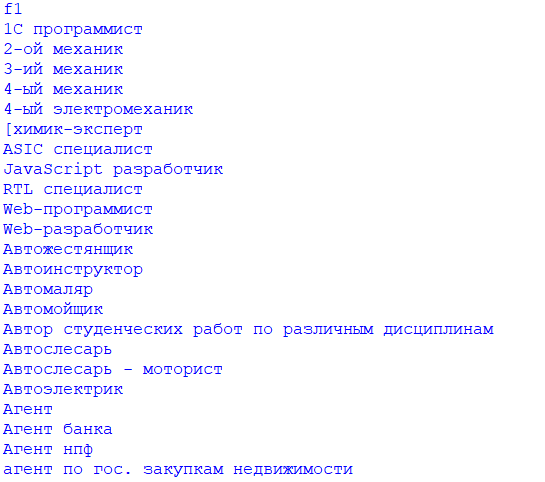 f1
1С программист
2-ой механик
3-ий механик
4-ый механик
4-ый электромеханик
[химик-эксперт
ASIC специалист
JavaScript разработчик
RTL специалист
Web-программист
Web-разработчик
Автожестянщик
Автоинструктор
Автомаляр
Автомойщик
Автор студенческих работ по различным дисциплинам
Автослесарь
Автослесарь - моторист
Автоэлектрик
Агент
Агент банка
Агент нпф
агент по гос. закупкам недвижимости